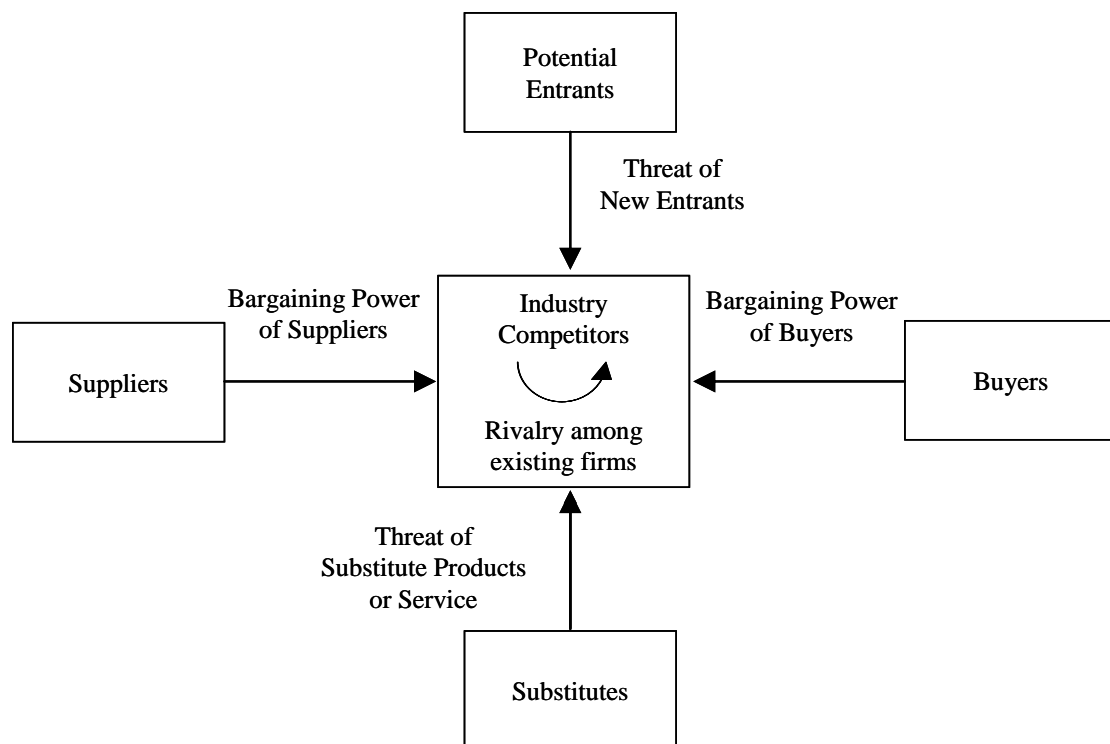 Potential
Entrants
Threat of
New Entrants
Bargaining Power
of Suppliers
Industry
Competitors
Bargaining Power
of Buyers
Suppliers
Buyers
Rivalry among
existing firms
Threat of
Substitute Products
or Service
Substitutes